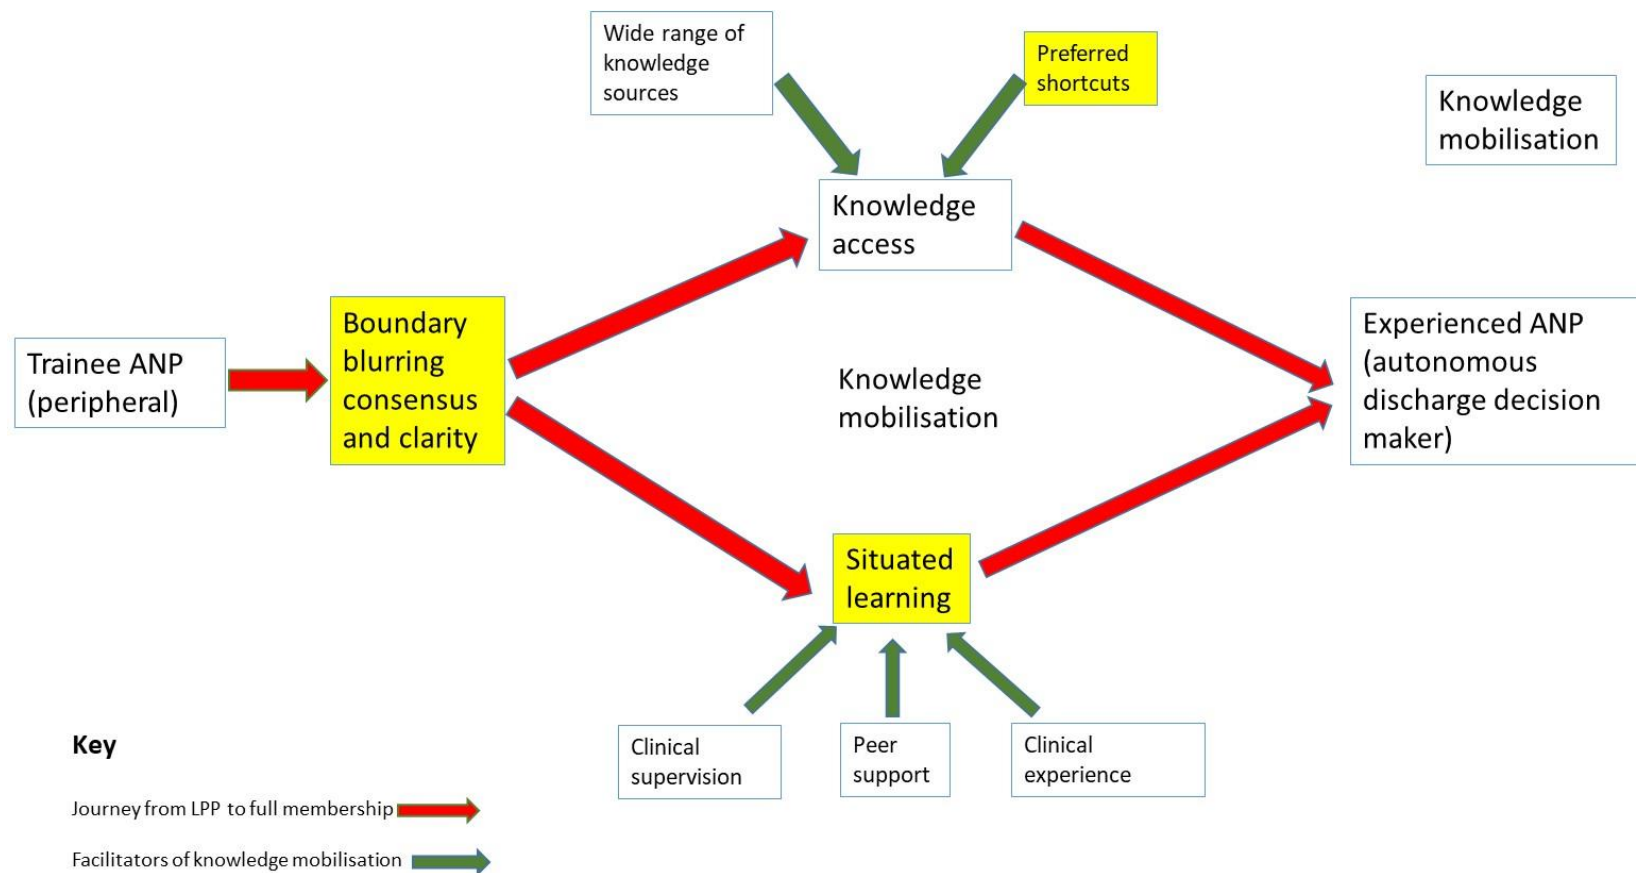 Wide range of
knowledge
sources
Preferred
shortcuts
Knowledge
mobilisation
Knowledge
access
Trainee ANP
(peripheral)
Boundary
blurring
consensus
and clarity
Knowledge
mobilisation
Experienced ANP
(autonomous
discharge decision
maker)
Situated
learning
Clinical
supervision
Peer
support
Clinical
experience
Key
Journey from LPP to full membership
Facilitators of knowledge mobilisation